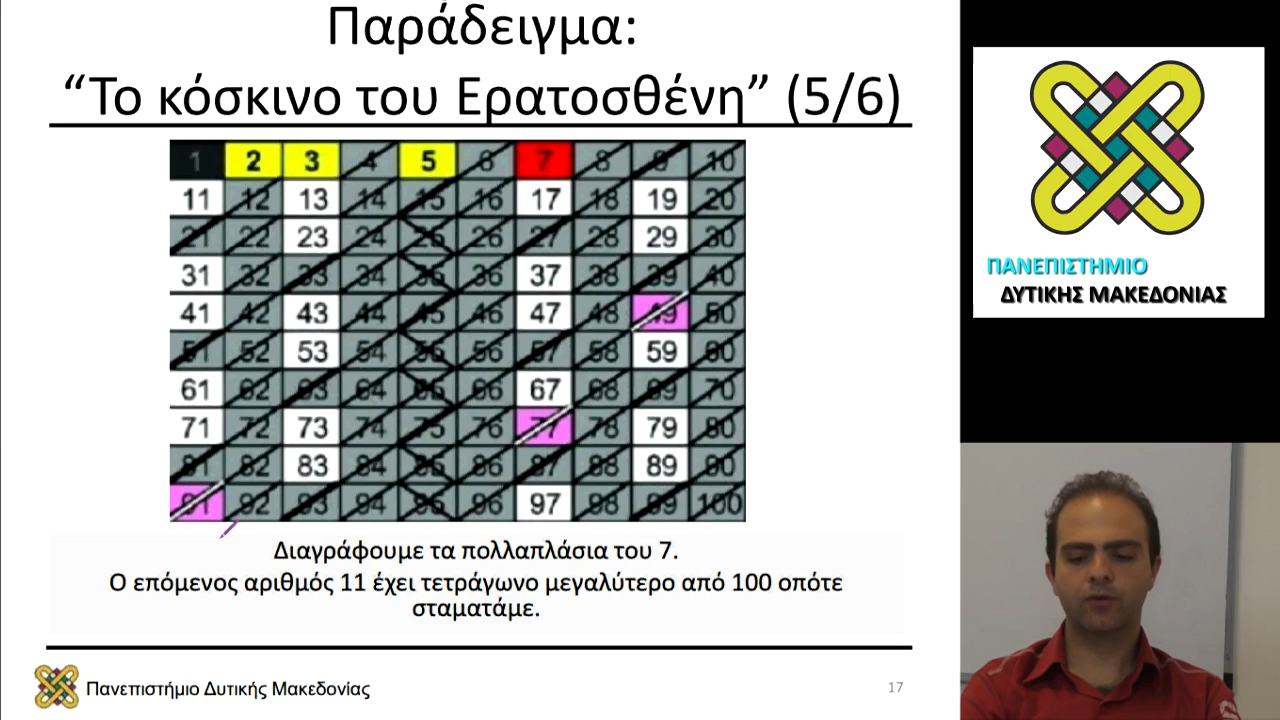 Παράδειγμα:
“Το κόσκινο του Ερατοσθένη” (5/6)
1 2 3 4 5 6 7 8 9 10
11 12 13 14 15 16 17 18 19 20
21 22 23 24 25 26 27 28 29 30
31 32 33 34 35 36 37 38 39 40
41 42 43 44 45 46 47 48 49 50
51 52 53 54 55 56 57 58 59 60
61 62 63 64 65 66 67 68 69 70
71 72 73 74 75 76 77 78 79 80
81 82 83 84 85 86 87 88 89 90
91 92 93 94 95 96 97 98 99 100
Διαγράφουμε τα πολλαπλάσια του 7.
Ο επόμενος αριθμός 11 έχει τετράγωνο μεγαλύτερο από 100 οπότε
σταματάμε.
Πανεπιστήμιο Δυτικής Μακεδονίας
17
ΠΑΝΕΠΙΣΤΗΜΙΟ
ΔΥΤΙΚΗΣ ΜΑΚΕΔΟΝΙΑΣ